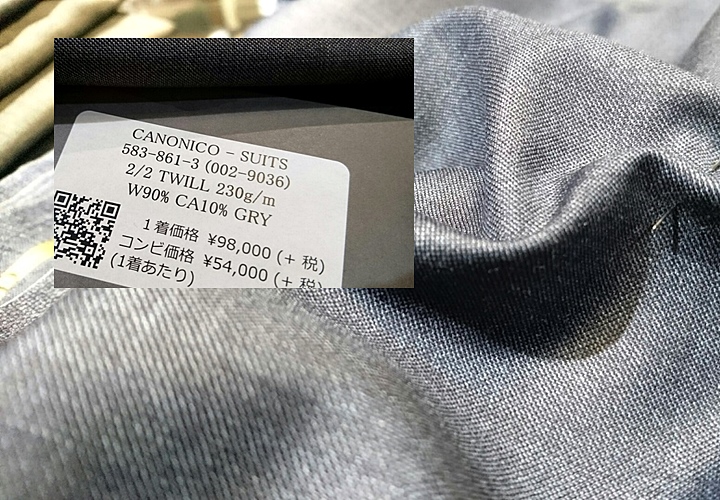 CANONICO - SUITS
583-861-3 (002-9036)
2/2 TWILL 230g/m
W90% CA10% GRY
1着価格 ¥98,000 (+ 税)
コンビ価格 ¥54,000 (+ 税)
(1着あたり)